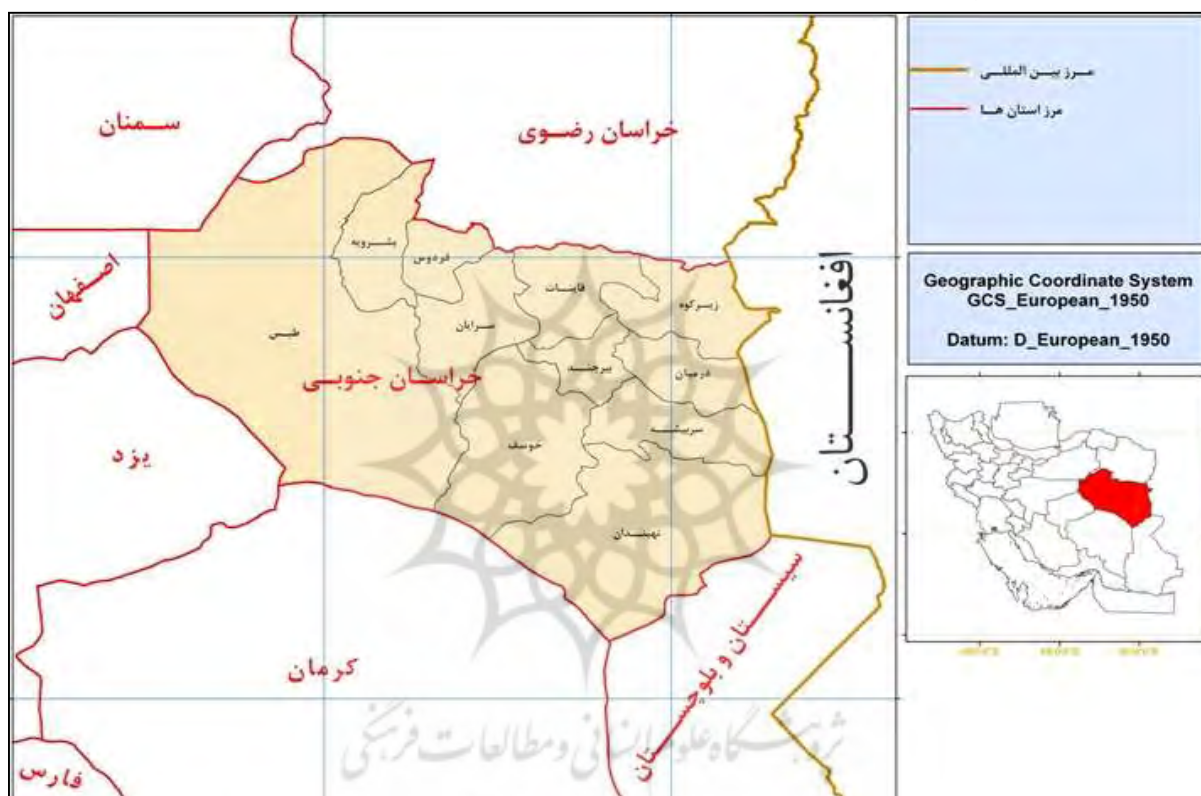 سمنان
خراسان رضوی
اصفهان
یزد
کرمان
فارس
سیستان و بلوچستان
افغانستان
خراسان جنوبی
بشرویه
فردوس
قاینات
زیرکوه
طبس
سرایان
بیرجند
درمیان
سربیشه
خوسف
نهبندان
پژوهشگاه علوم انسانی و مطالعات فرهنگی
مرز بین المللی
مرز استان ها
Geographic Coordinate System
GCS_European_1950
Datum: D_European_1950